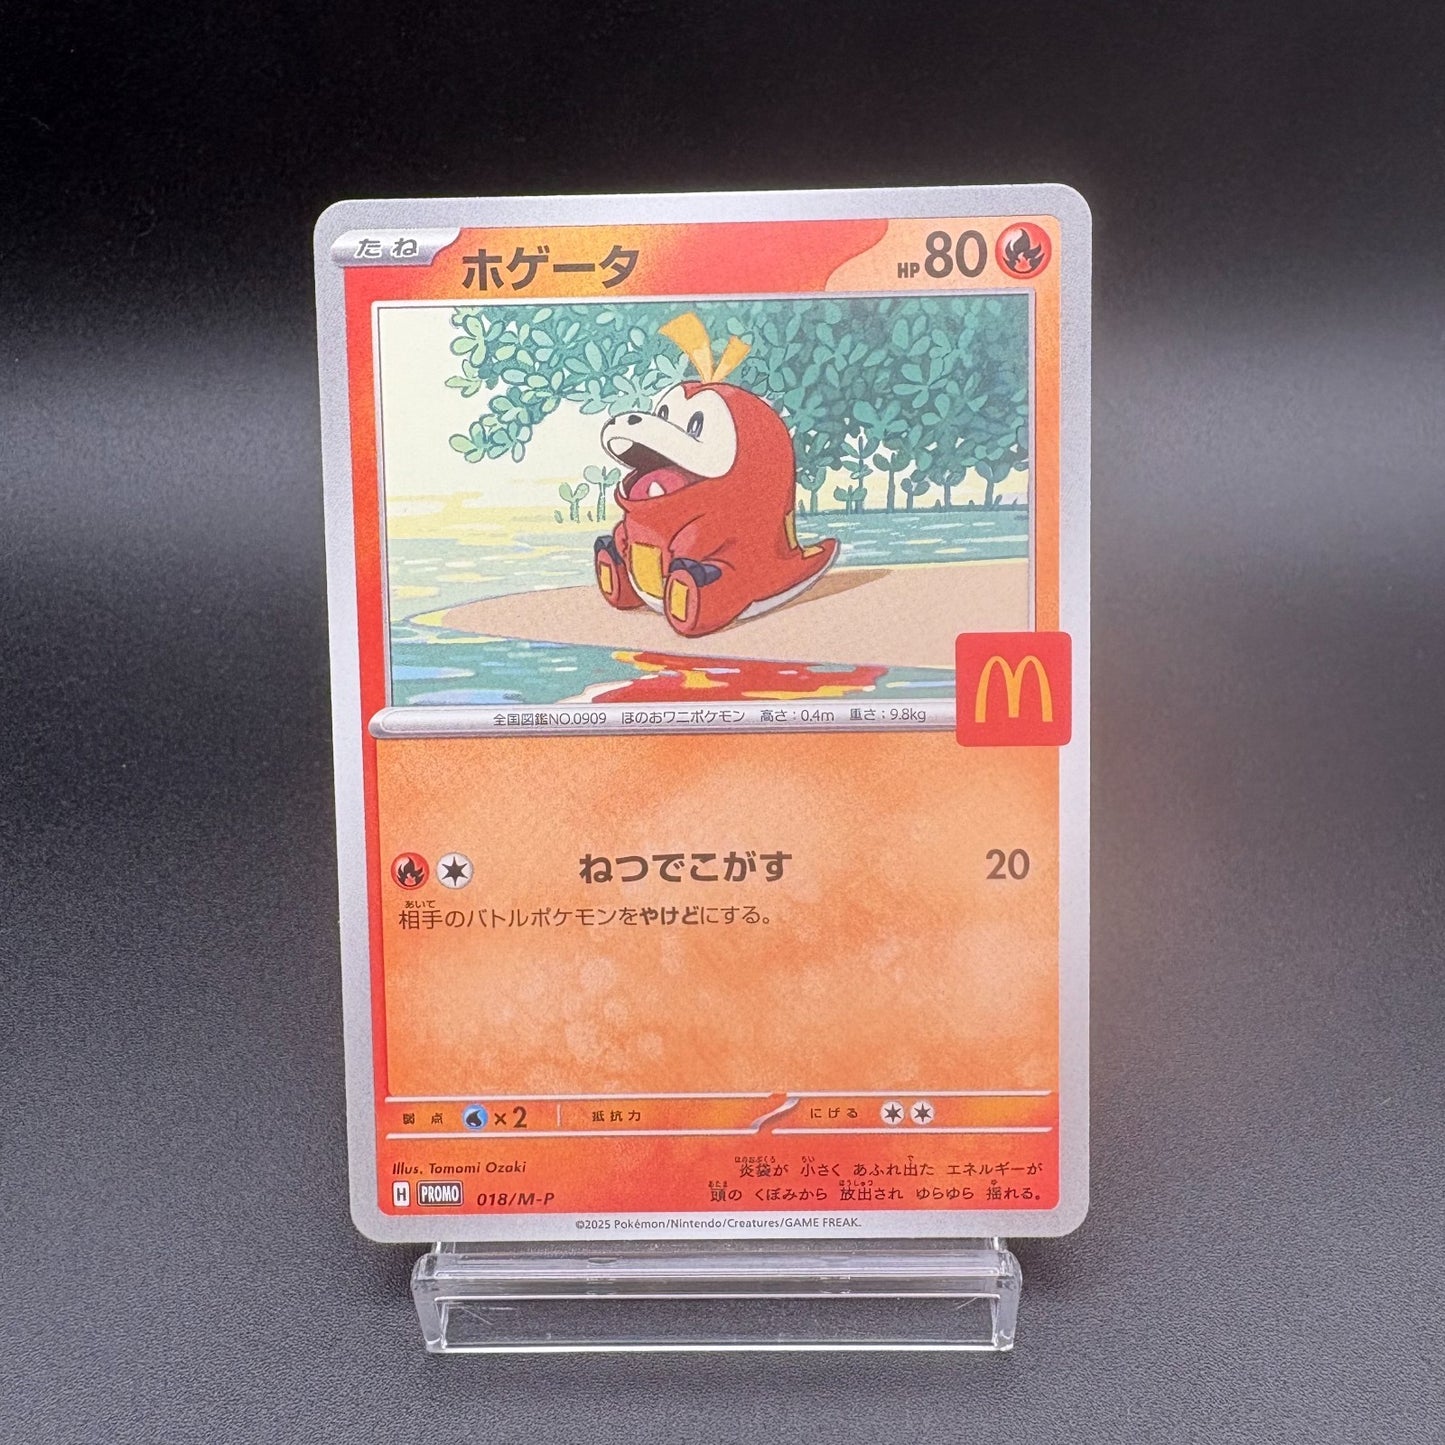 たね
ホゲータ
HP80
全国図鑑NO.0909 ほのおワニポケモン 高さ:0.4m 重さ:9.8kg
ねつでこがす 20
相手のバトルポケモンをやけどにする。
弱点 ×2 抵抗力 にげる
Illus. Tomomi Ozaki
炎袋が 小さく あふれ出た エネルギーが
頭の くぼみから 放出され ゆらゆら 揺れる。
H PROMO 018/M-P
©2025 Pokémon/Nintendo/Creatures/GAME FREAK.